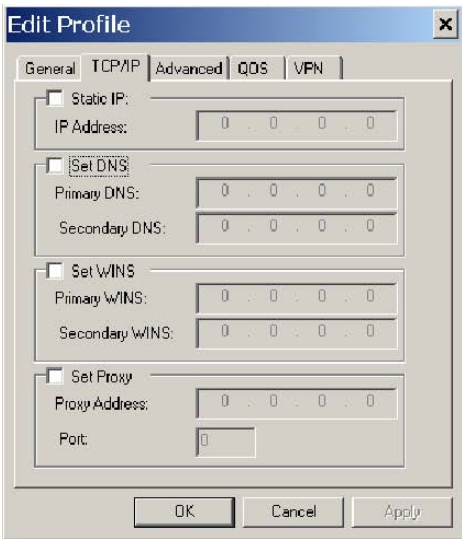 Edit Profile
General TCP/IP Advanced QOS VPN
Static IP:
IP Address: 0 . 0 . 0 . 0
Set DNS
Primary DNS: 0 . 0 . 0 . 0
Secondary DNS: 0 . 0 . 0 . 0
Set WINS
Primary WINS: 0 . 0 . 0 . 0
Secondary WINS: 0 . 0 . 0 . 0
Set Proxy
Proxy Address: 0 . 0 . 0 . 0
Port: 0
OK Cancel Apply